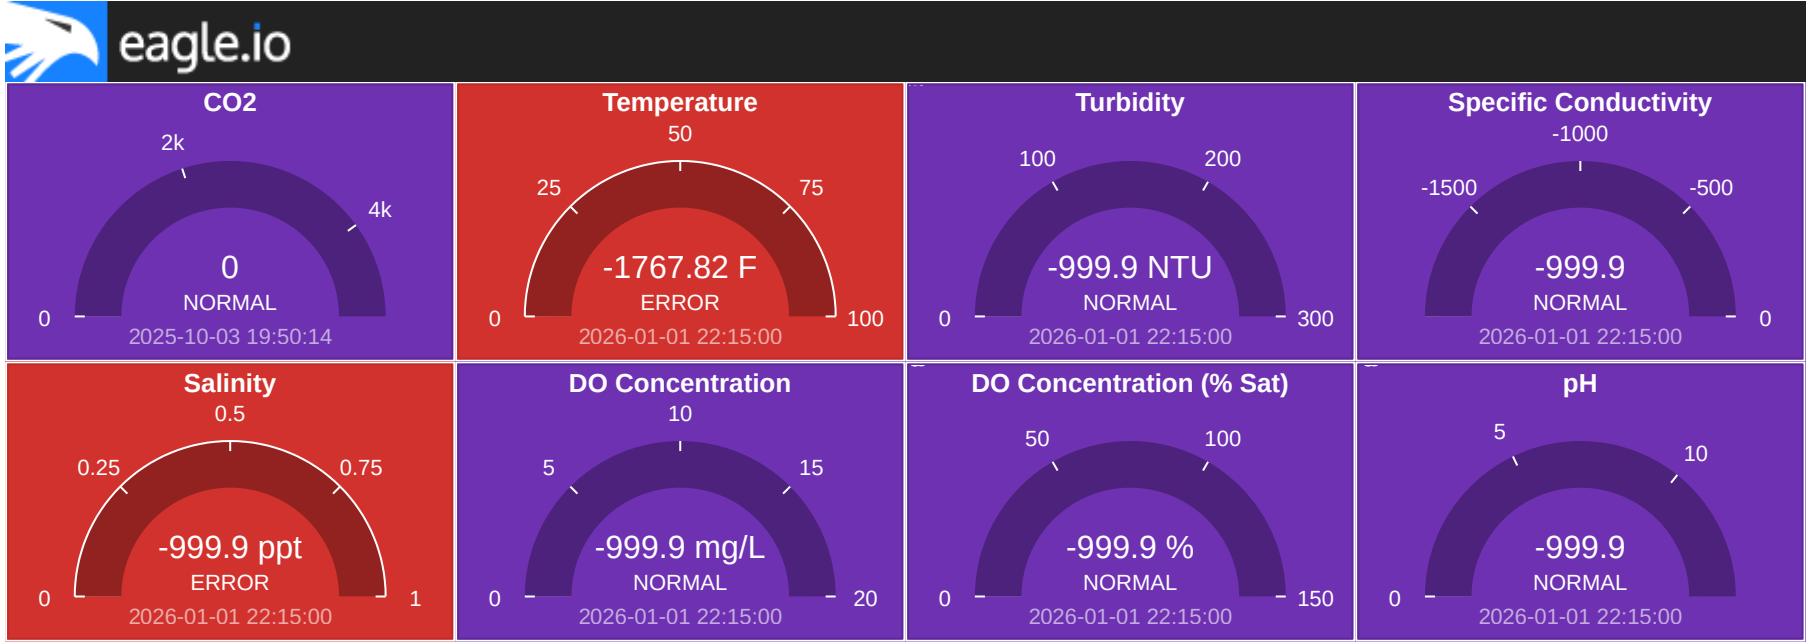 eagle.io
CO2
2k
4k
0
0
NORMAL
2025-10-03 19:50:14
Temperature
50
25
75
-1767.82 F
ERROR
0
100
2026-01-01 22:15:00
Turbidity
100
200
-999.9 NTU
NORMAL
0
300
2026-01-01 22:15:00
Specific Conductivity
-1000
-1500
-500
-999.9
NORMAL
0
2026-01-01 22:15:00
Salinity
0.5
0.25
0.75
-999.9 ppt
ERROR
0
1
2026-01-01 22:15:00
DO Concentration
10
5
15
-999.9 mg/L
NORMAL
0
20
2026-01-01 22:15:00
DO Concentration (% Sat)
50
100
-999.9 %
NORMAL
0
150
2026-01-01 22:15:00
pH
5
10
-999.9
NORMAL
0
2026-01-01 22:15:00